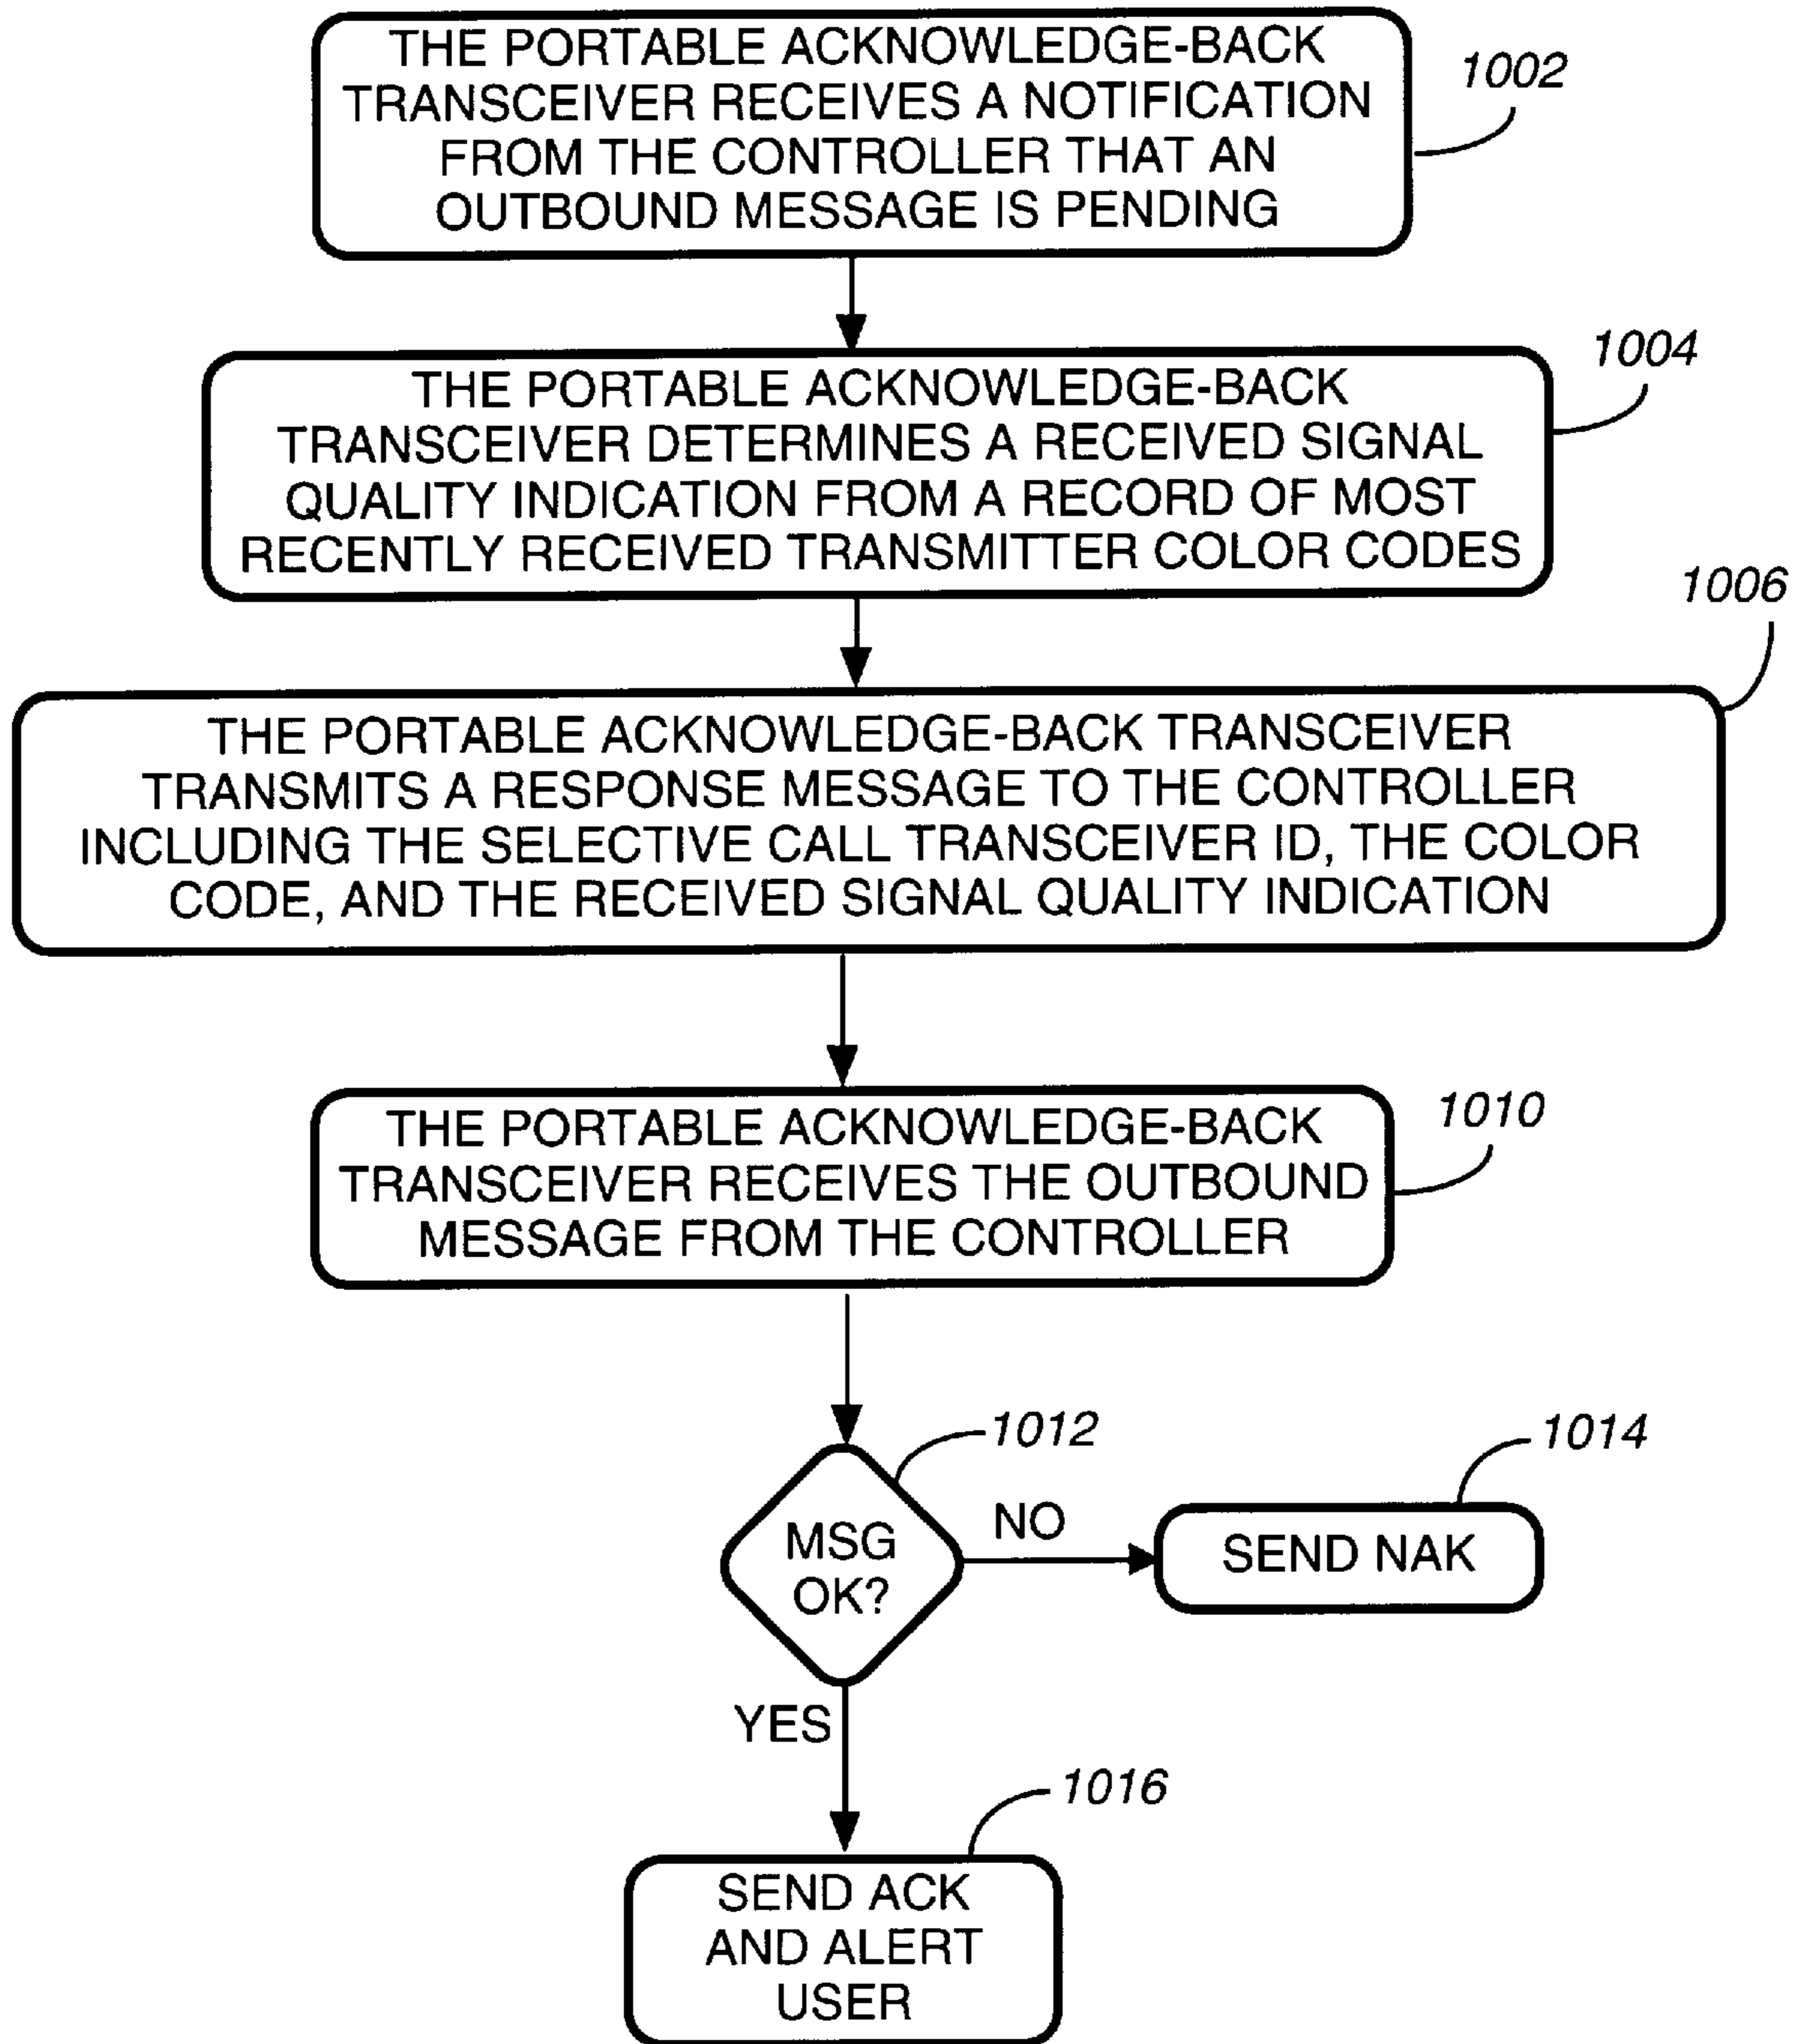 THE PORTABLE ACKNOWLEDGE-BACK
TRANSCEIVER RECEIVES A NOTIFICATION
FROM THE CONTROLLER THAT AN
OUTBOUND MESSAGE IS PENDING
1002
THE PORTABLE ACKNOWLEDGE-BACK
TRANSCEIVER DETERMINES A RECEIVED SIGNAL
QUALITY INDICATION FROM A RECORD OF MOST
RECENTLY RECEIVED TRANSMITTER COLOR CODES
1004
THE PORTABLE ACKNOWLEDGE-BACK TRANSCEIVER
TRANSMITS A RESPONSE MESSAGE TO THE CONTROLLER
INCLUDING THE SELECTIVE CALL TRANSCEIVER ID, THE COLOR
CODE, AND THE RECEIVED SIGNAL QUALITY INDICATION
1006
THE PORTABLE ACKNOWLEDGE-BACK
TRANSCEIVER RECEIVES THE OUTBOUND
MESSAGE FROM THE CONTROLLER
1010
MSG
OK?
1012
NO
SEND NAK
1014
YES
SEND ACK
AND ALERT
USER
1016